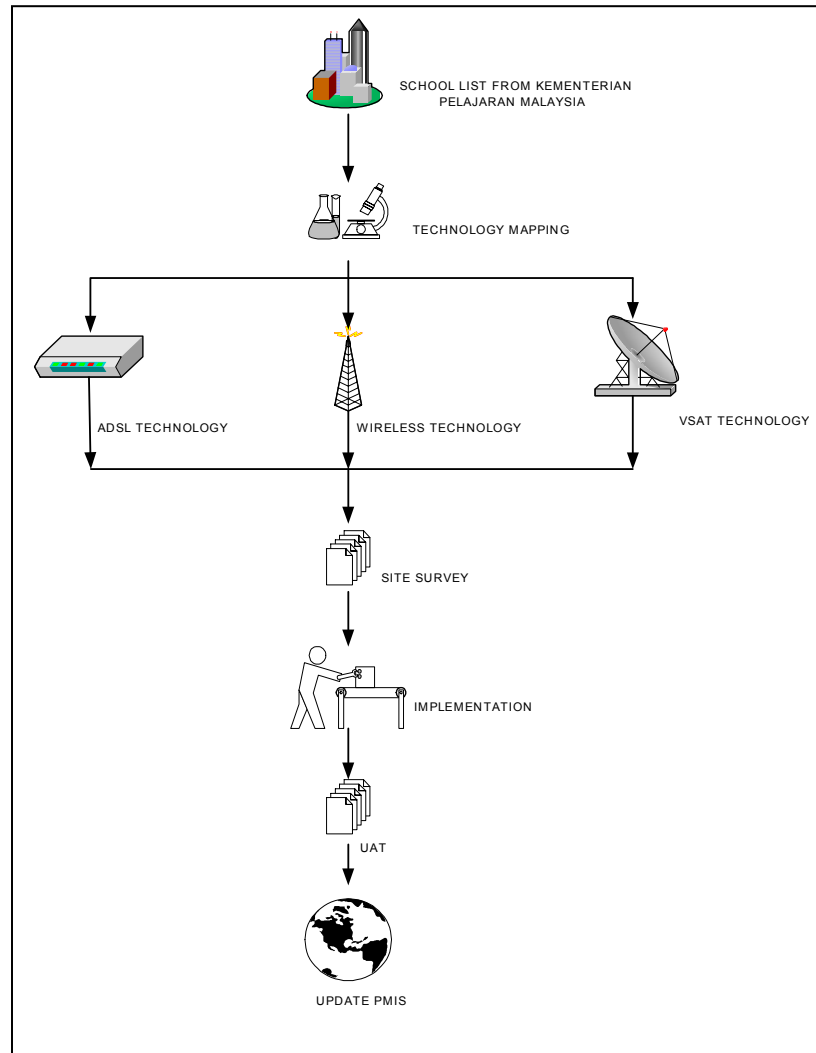 SCHOOL LIST FROM KEMENTERIAN
PELAJARAN MALAYSIA
TECHNOLOGY MAPPING
ADSL TECHNOLOGY
WIRELESS TECHNOLOGY
VSAT TECHNOLOGY
SITE SURVEY
IMPLEMENTATION
UAT
UPDATE PMIS